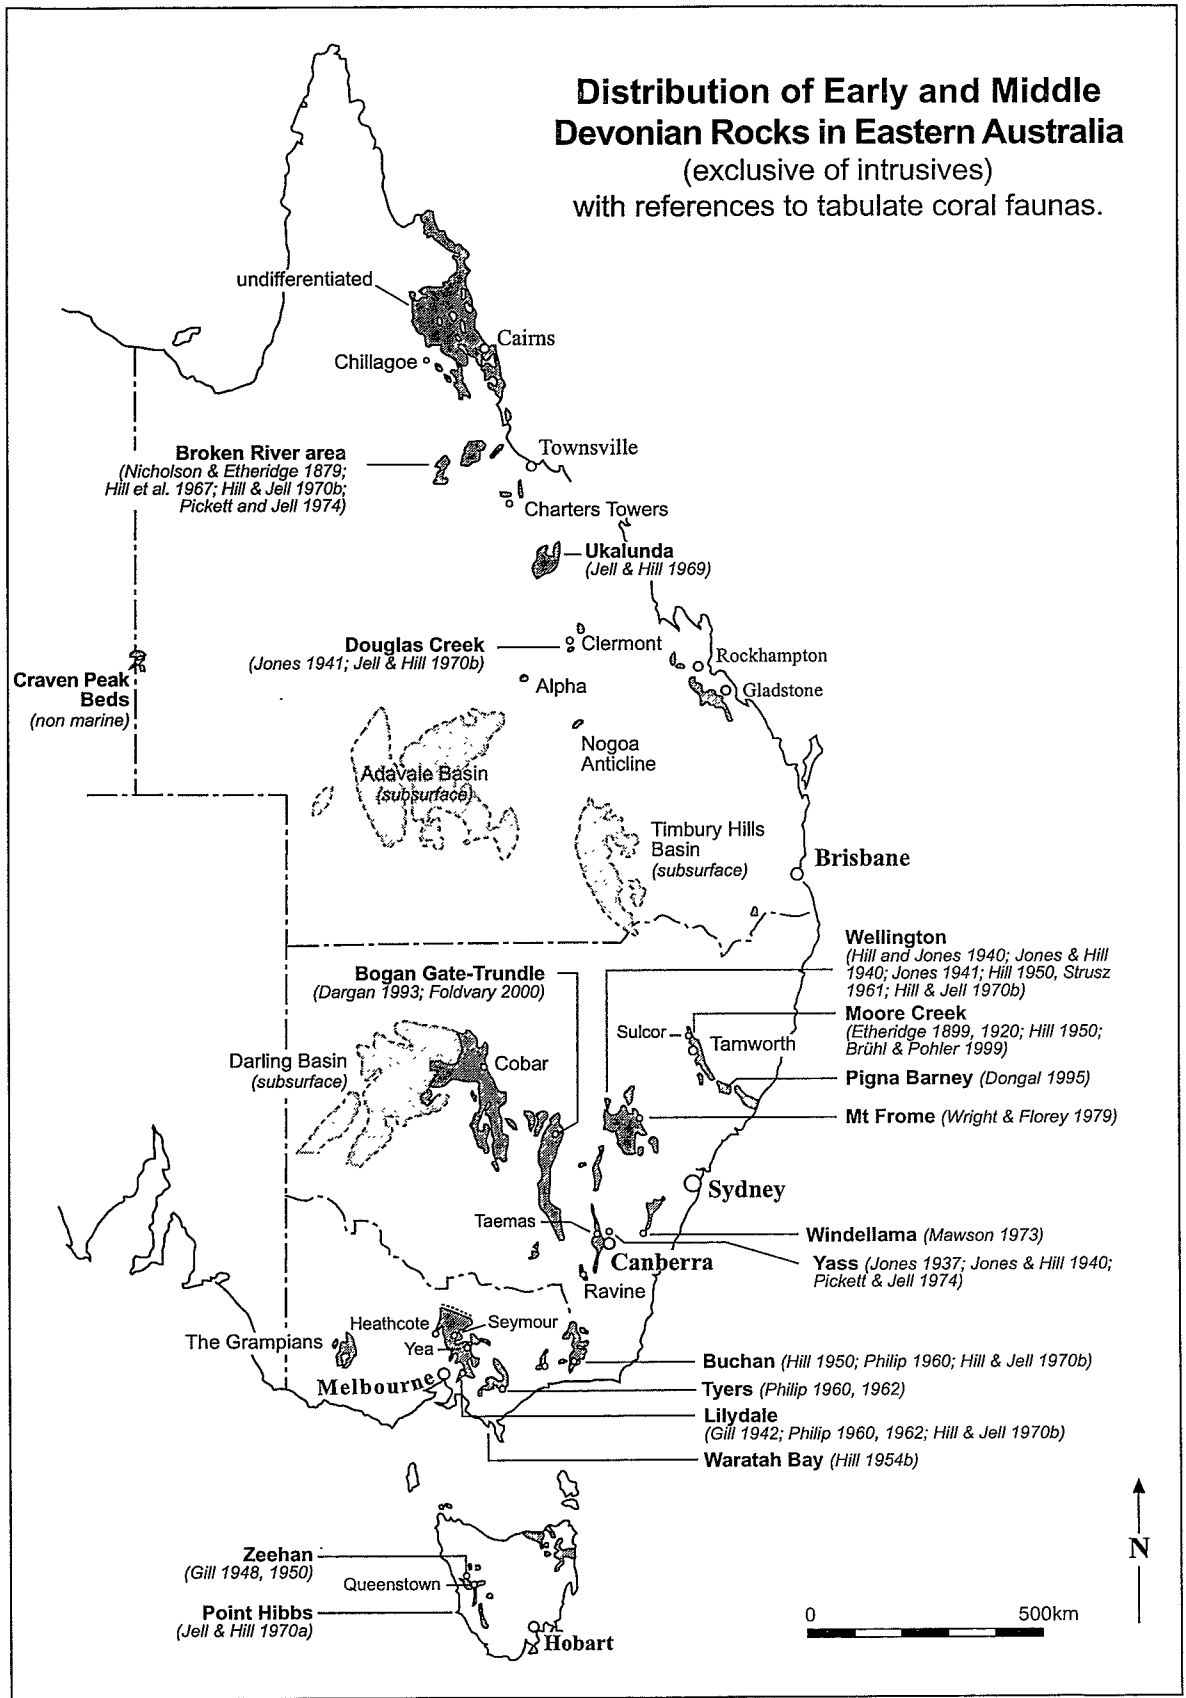 Distribution of Early and Middle
Devonian Rocks in Eastern Australia
(exclusive of intrusives)
with references to tabulate coral faunas.
undifferentiated
Cairns
Chillagoe
Broken River area
(Nicholson & Etheridge 1879;
Hill et al. 1967; Hill & Jell 1970b;
Pickett and Jell 1974)
Townsville
Charters Towers
Ukalunda
(Jell & Hill 1969)
Douglas Creek
(Jones 1941; Jell & Hill 1970b)
Clermont
Rockhampton
Craven Peak
Beds
(non marine)
Alpha
Gladstone
Nogoa
Anticline
Adavale Basin
(subsurface)
Timbury Hills
Basin
(subsurface)
Brisbane
Wellington
(Hill and Jones 1940; Jones & Hill
1940; Jones 1941; Hill 1950, Strusz
1961; Hill & Jell 1970b)
Bogan Gate-Trundle
(Dargan 1993; Foldvary 2000)
Moore Creek
(Etheridge 1899, 1920; Hill 1950;
Brühl & Pohler 1999)
Sulcor
Tamworth
Darling Basin
(subsurface)
Cobar
Pigna Barney (Dongal 1995)
Mt Frome (Wright & Florey 1979)
Sydney
Taemas
Windellama (Mawson 1973)
Canberra
Yass (Jones 1937; Jones & Hill 1940;
Pickett & Jell 1974)
Ravine
Heathcote
Seymour
The Grampians
Yea
Buchan (Hill 1950; Philip 1960; Hill & Jell 1970b)
Melbourne
Tyers (Philip 1960, 1962)
Lilydale
(Gill 1942; Philip 1960, 1962; Hill & Jell 1970b)
Waratah Bay (Hill 1954b)
Zeehan
(Gill 1948, 1950)
Queenstown
Point Hibbs
(Jell & Hill 1970a)
Hobart
N
0 500km